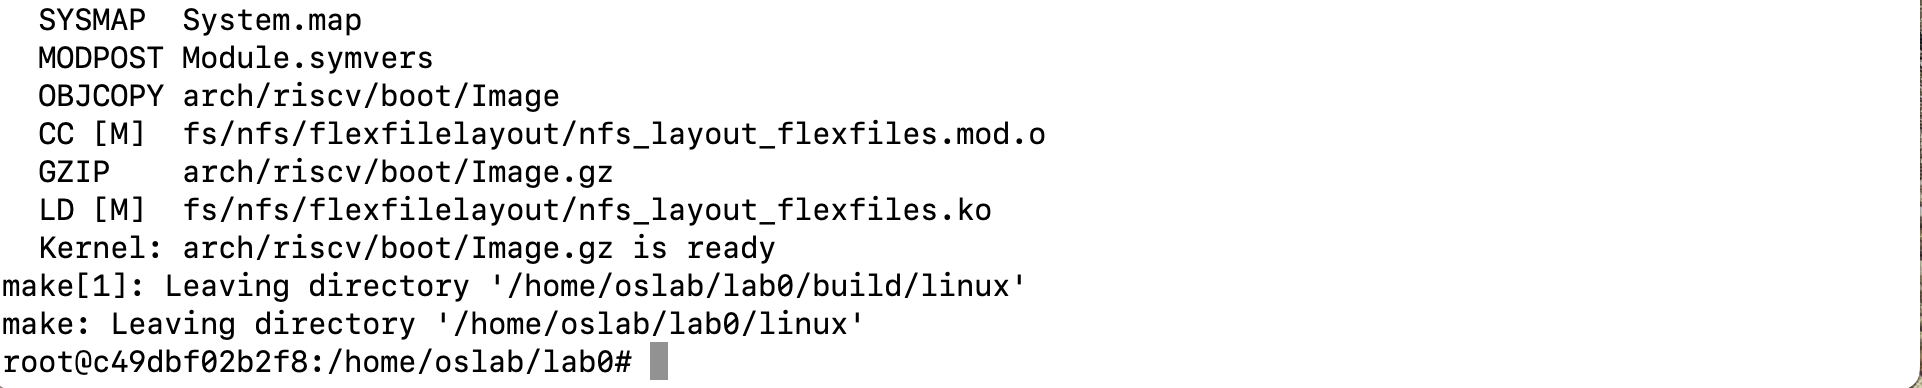 SYSMAP  System.map
MODPOST Module.symvers
OBJCOPY arch/riscv/boot/Image
CC [M]  fs/nfs/flexfilelayout/nfs_layout_flexfiles.mod.o
GZIP    arch/riscv/boot/Image.gz
LD [M]  fs/nfs/flexfilelayout/nfs_layout_flexfiles.ko
Kernel: arch/riscv/boot/Image.gz is ready
make[1]: Leaving directory '/home/oslab/lab0/build/linux'
make: Leaving directory '/home/oslab/lab0/linux'
root@c49dbf02b2f8:/home/oslab/lab0#